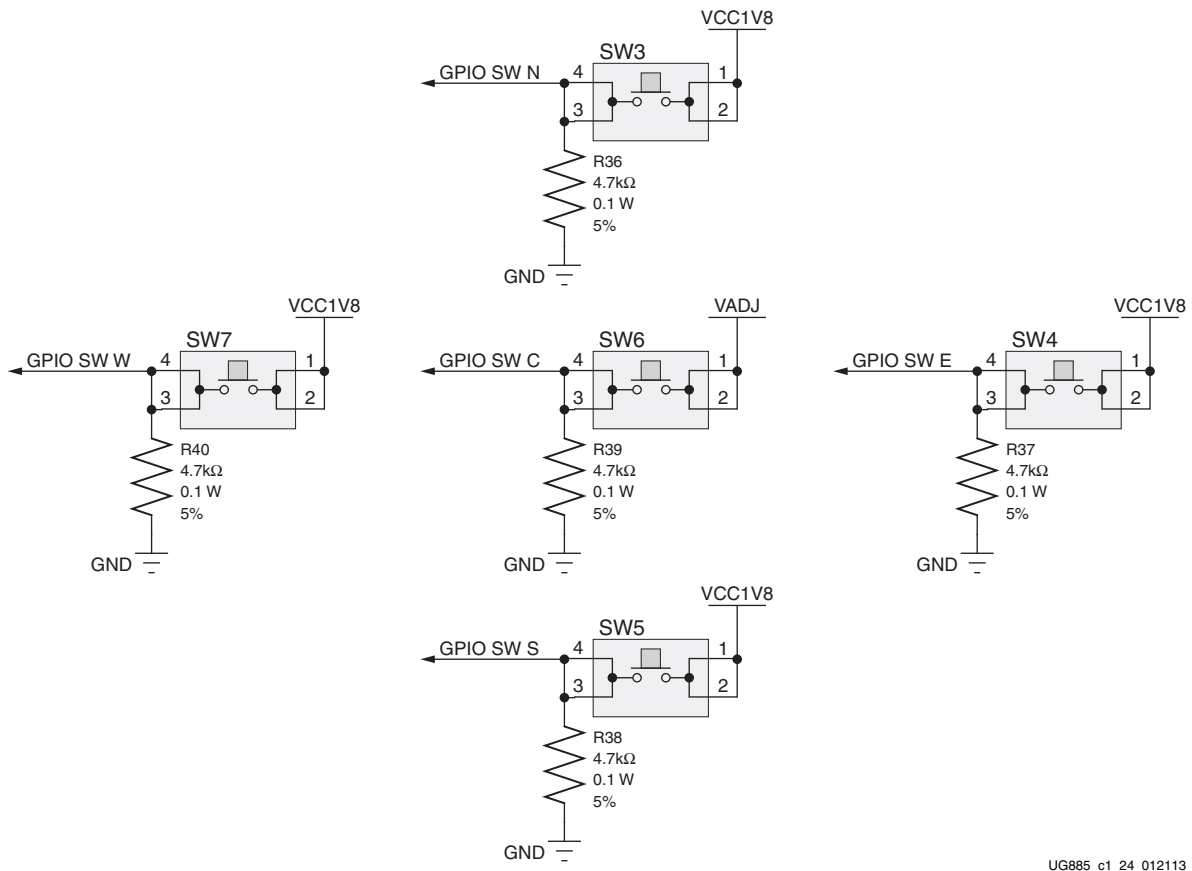 VCC1V8
SW3
GPIO SW N
4
1
3
2
R36
4.7kΩ
0.1 W
5%
GND
VCC1V8
SW7
GPIO SW W
4
1
3
2
R40
4.7kΩ
0.1 W
5%
GND
VADJ
SW6
GPIO SW C
4
1
3
2
R39
4.7kΩ
0.1 W
5%
GND
VCC1V8
SW4
GPIO SW E
4
1
3
2
R37
4.7kΩ
0.1 W
5%
GND
VCC1V8
SW5
GPIO SW S
4
1
3
2
R38
4.7kΩ
0.1 W
5%
GND
UG885 c1 24 012113